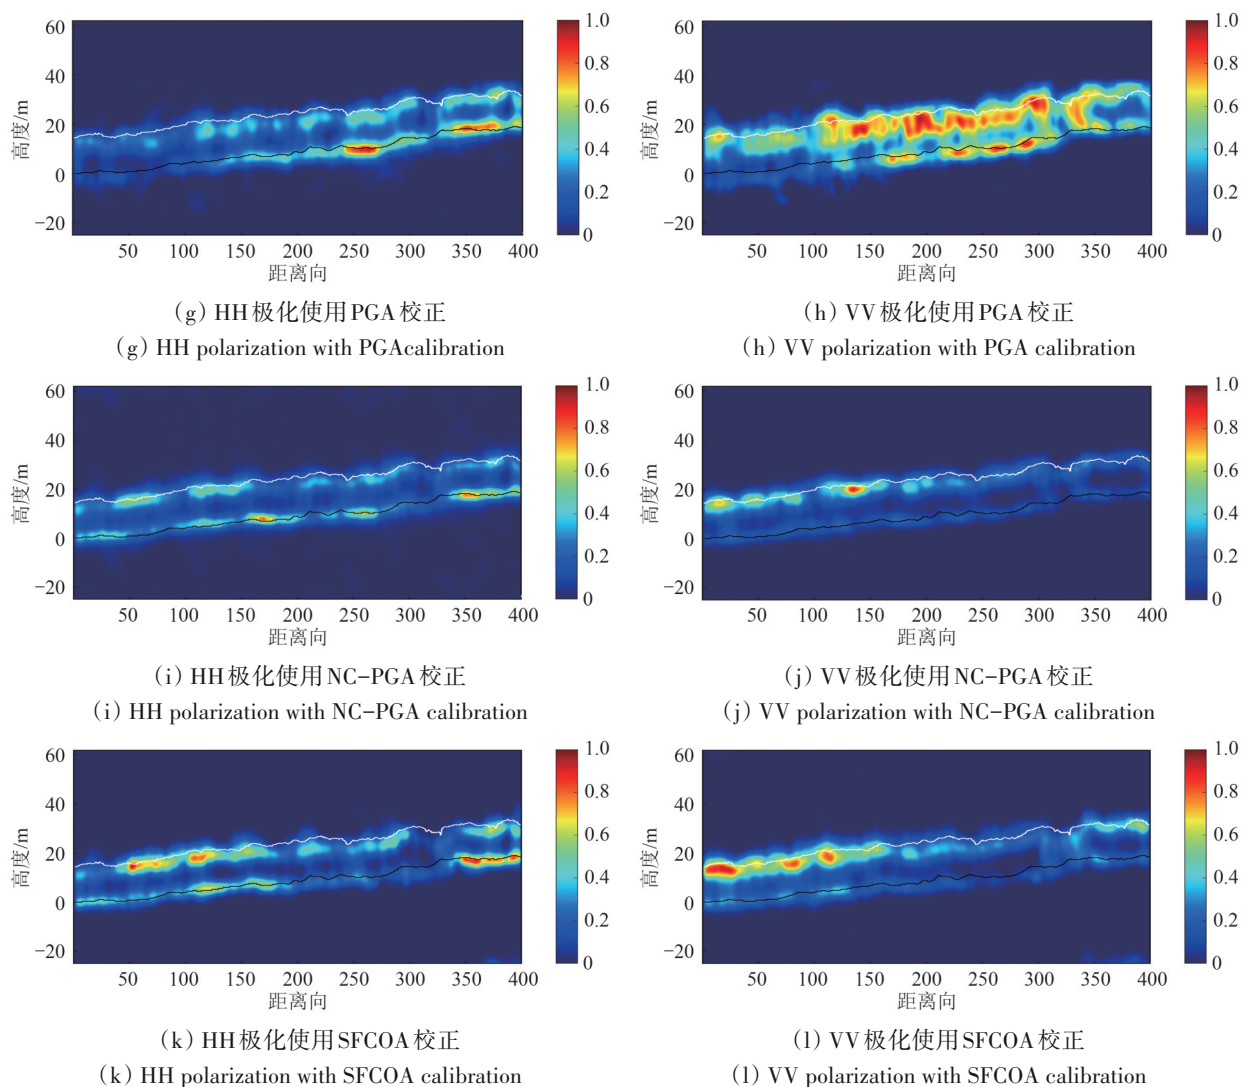 60
40
20
0
−20
高度/m
50 100 150 200 250 300 350 400
距离向
1.0
0.8
0.6
0.4
0.2
0
60
40
20
0
−20
高度/m
50 100 150 200 250 300 350 400
距离向
1.0
0.8
0.6
0.4
0.2
0
(g) HH极化使用PGA校正
(g) HH polarization with PGAcalibration
(h) VV极化使用PGA校正
(h) VV polarization with PGA calibration
60
40
20
0
−20
高度/m
50 100 150 200 250 300 350 400
距离向
1.0
0.8
0.6
0.4
0.2
0
60
40
20
0
−20
高度/m
50 100 150 200 250 300 350 400
距离向
1.0
0.8
0.6
0.4
0.2
0
(i) HH极化使用NC−PGA校正
(i) HH polarization with NC−PGA calibration
(j) VV极化使用NC−PGA校正
(j) VV polarization with NC−PGA calibration
60
40
20
0
−20
高度/m
50 100 150 200 250 300 350 400
距离向
1.0
0.8
0.6
0.4
0.2
0
60
40
20
0
−20
高度/m
50 100 150 200 250 300 350 400
距离向
1.0
0.8
0.6
0.4
0.2
0
(k) HH极化使用SFCOA校正
(k) HH polarization with SFCOA calibration
(l) VV极化使用SFCOA校正
(l) VV polarization with SFCOA calibration